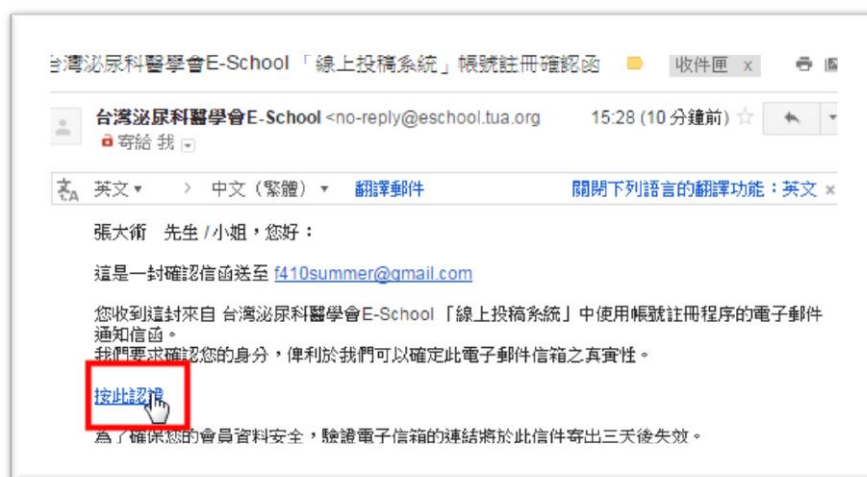 台灣泌尿科醫學會E-School 「線上投稿系統」帳號註冊確認函 收件匣 x
台灣泌尿科醫學會E-School <no-reply@eschool.tua.org 15:28 (10 分鐘前)
寄給 我
英文 > 中文（繁體） 翻譯郵件 關閉下列語言的翻譯功能：英文 x
張大術 先生 /小姐，您好：
這是一封確認信函送至 f410summer@gmail.com
您收到這封來自 台灣泌尿科醫學會E-School 「線上投稿系統」中使用帳號註冊程序的電子郵件
通知信函。
我們要求確認您的身分，俾利於我們可以確定此電子郵件信箱之真實性。
按此認證
為了確保您的會員資料安全，驗證電子信箱的連結將於此信件寄出三天後失效。